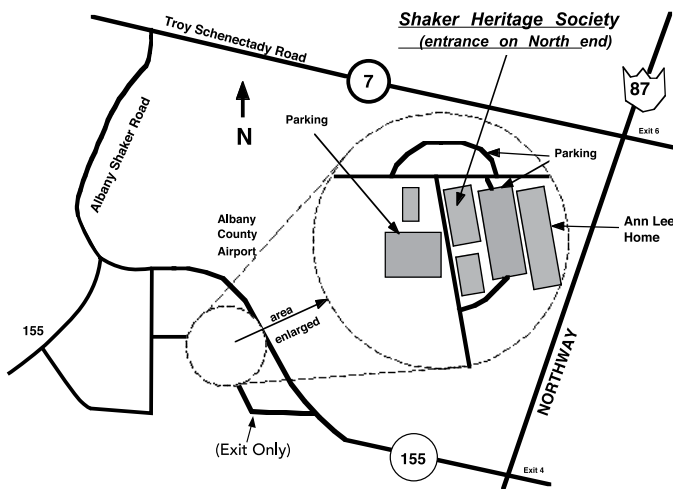 Shaker Heritage Society
(entrance on North end)
Troy Schenectady Road
7
87
N
Exit 6
Parking
Parking
Albany Shaker Road
Albany
County
Airport
Ann Lee
Home
area
enlarged
155
NORTHWAY
(Exit Only)
155
Exit 4